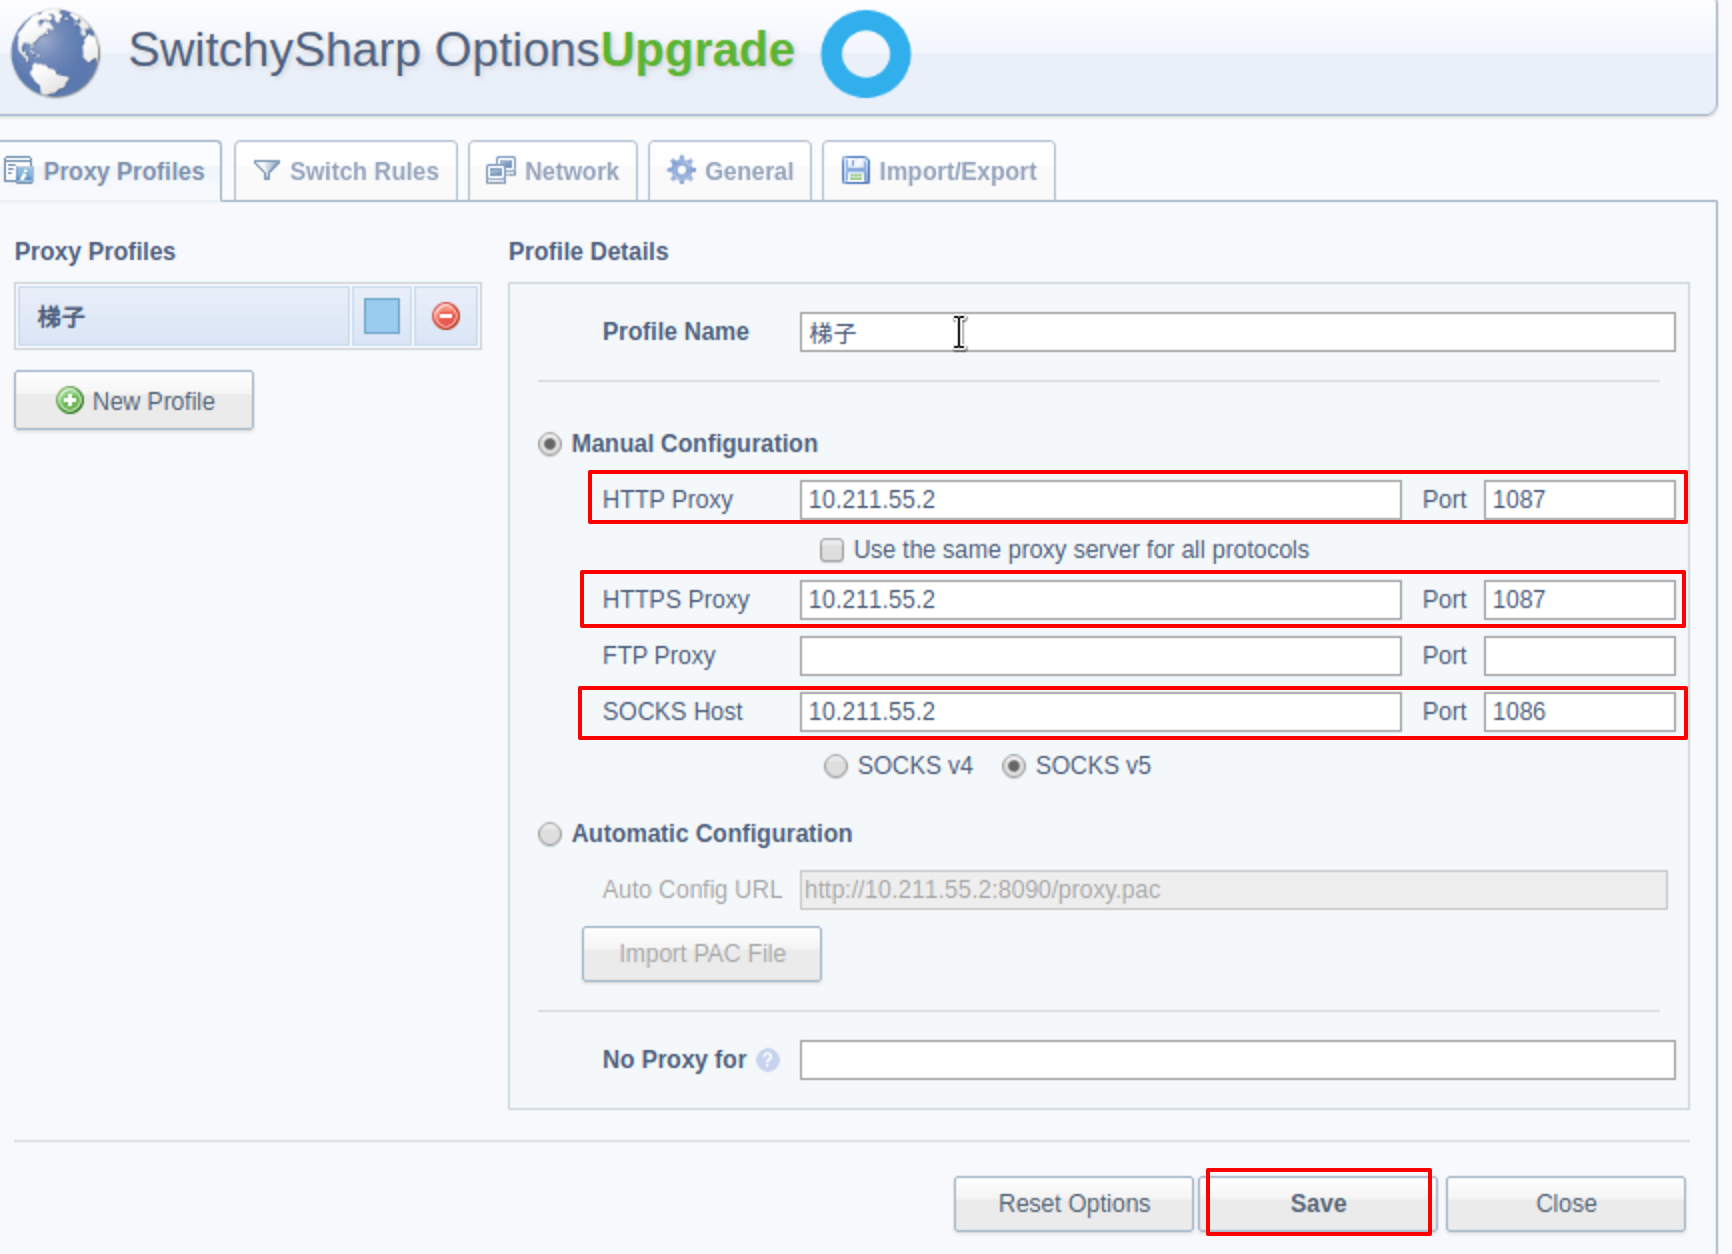 SwitchySharp OptionsUpgrade
Proxy Profiles Switch Rules Network General Import/Export
Proxy Profiles
梯子
New Profile
Profile Details
Profile Name 梯子
Manual Configuration
HTTP Proxy 10.211.55.2 Port 1087
Use the same proxy server for all protocols
HTTPS Proxy 10.211.55.2 Port 1087
FTP Proxy Port
SOCKS Host 10.211.55.2 Port 1086
SOCKS v4 SOCKS v5
Automatic Configuration
Auto Config URL http://10.211.55.2:8090/proxy.pac
Import PAC File
No Proxy for ?
Reset Options Save Close